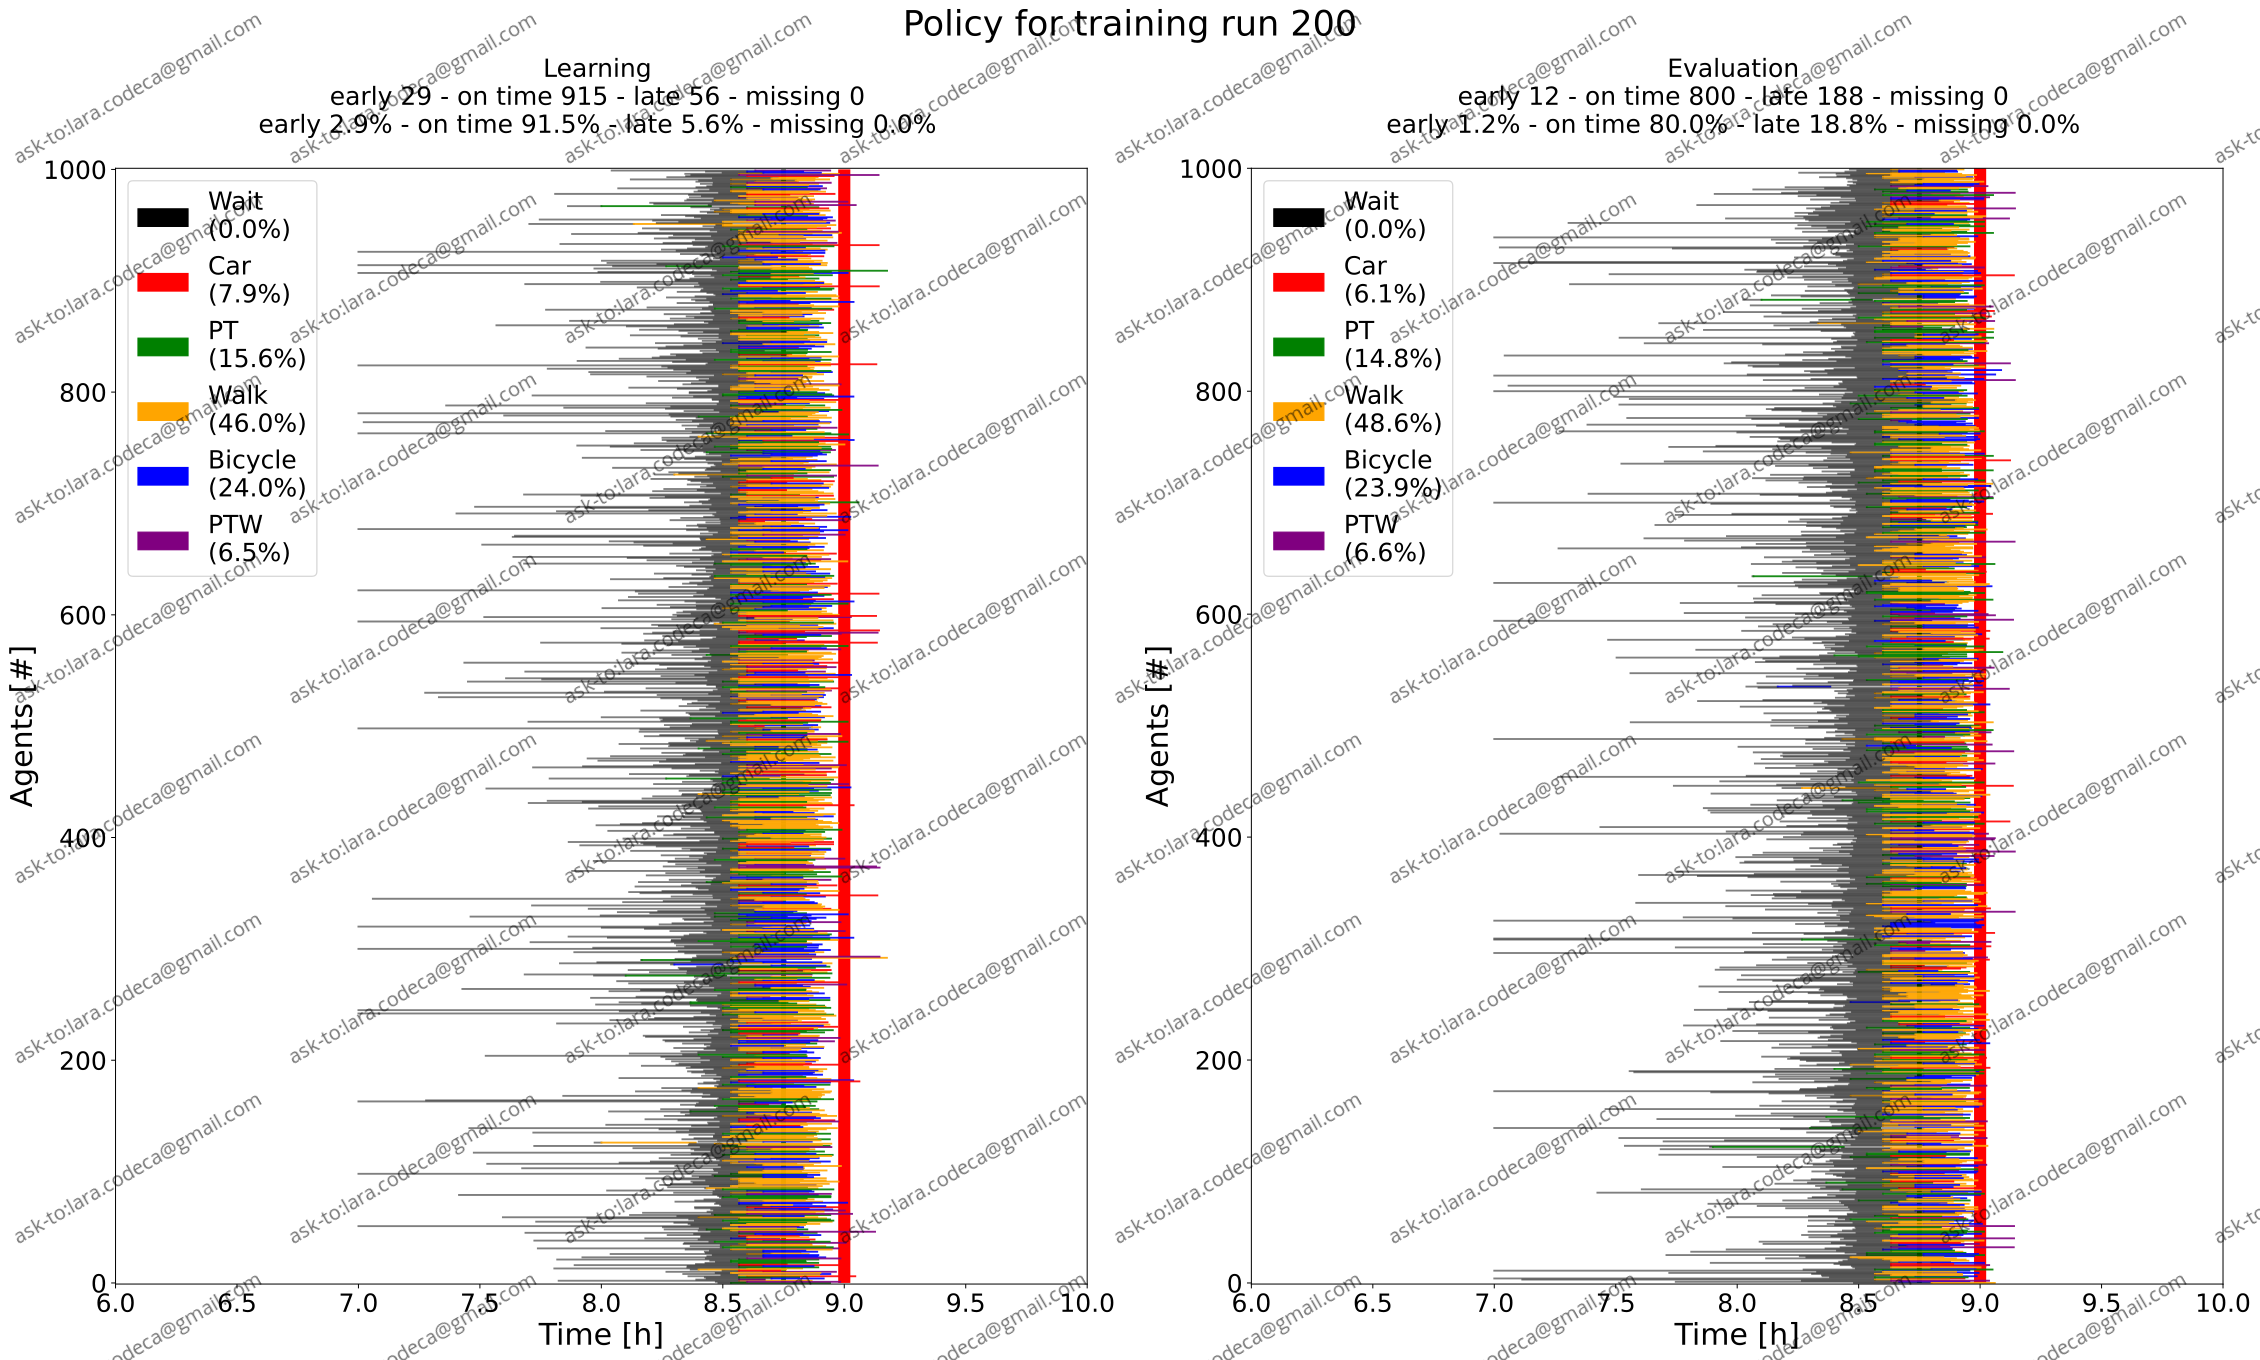 Policy for training run 200
Learning
early 29 - on time 915 - late 56 - missing 0
early 2.9% - on time 91.5% - late 5.6% - missing 0.0%
1000
800
600
400
200
0
Agents [#]
Wait
(0.0%)
Car
(7.9%)
PT
(15.6%)
Walk
(46.0%)
Bicycle
(24.0%)
PTW
(6.5%)
6.0 6.5 7.0 7.5 8.0 8.5 9.0 9.5 10.0
Time [h]
Evaluation
early 12 - on time 800 - late 188 - missing 0
early 1.2% - on time 80.0% - late 18.8% - missing 0.0%
1000
800
600
400
200
0
Agents [#]
Wait
(0.0%)
Car
(6.1%)
PT
(14.8%)
Walk
(48.6%)
Bicycle
(23.9%)
PTW
(6.6%)
6.0 6.5 7.0 7.5 8.0 8.5 9.0 9.5 10.0
Time [h]
ask-to:lara.codeca@gmail.com